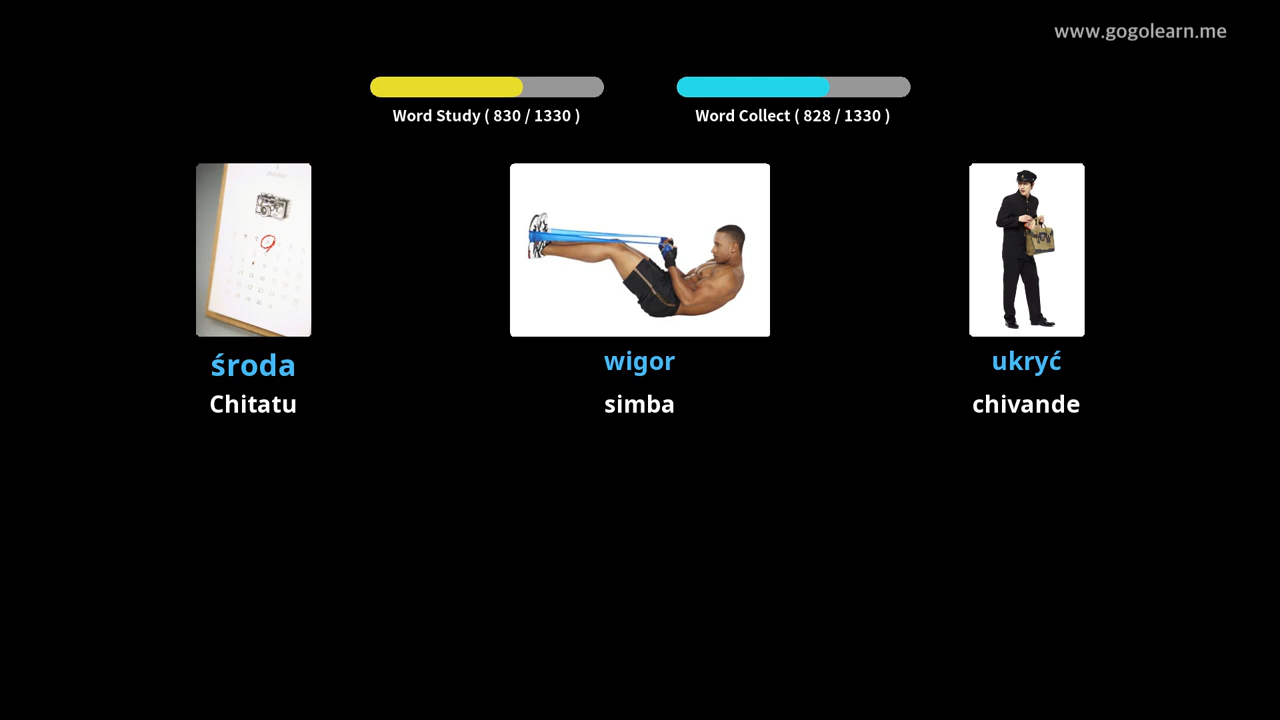 www.gogolearn.me
Word Study ( 830 / 1330 )
Word Collect ( 828 / 1330 )
środa
wigor
ukryć
Chitatu
simba
chivande